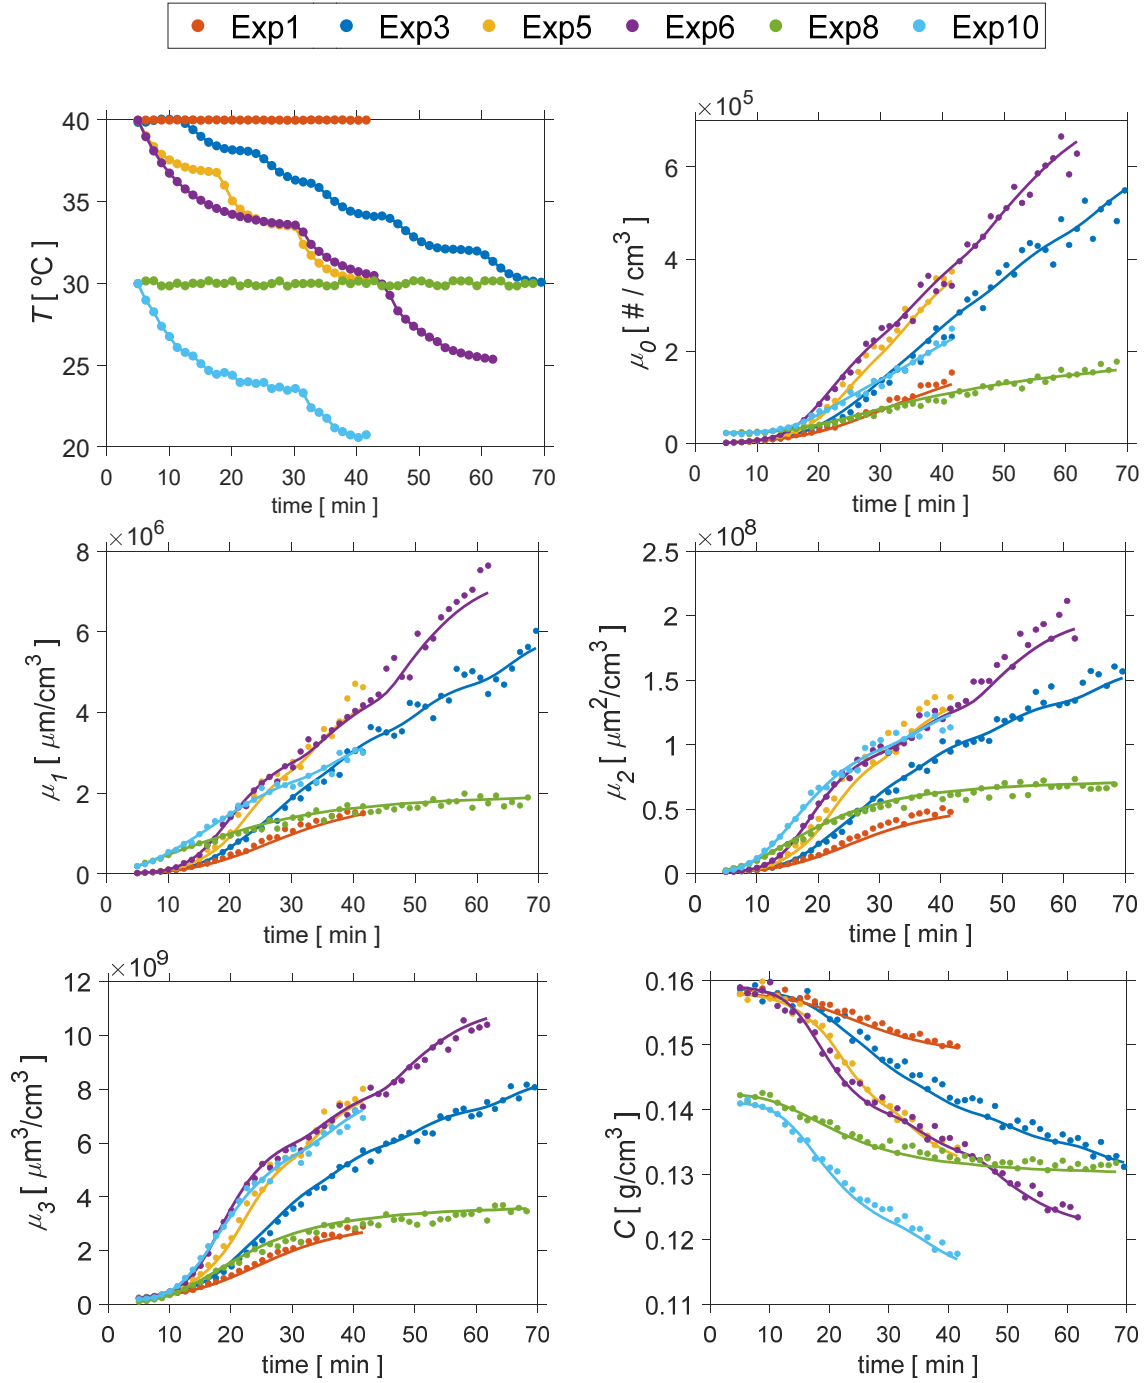 Exp1 Exp3 Exp5 Exp6 Exp8 Exp10
40
35
30
25
20
T [ ºC ]
0 10 20 30 40 50 60 70
time [ min ]
×10^5
6
4
2
0
μ_0 [ # / cm^3 ]
0 10 20 30 40 50 60 70
time [ min ]
×10^6
8
6
4
2
0
μ_1 [ μm/cm^3 ]
0 10 20 30 40 50 60 70
time [ min ]
×10^8
2.5
2
1.5
1
0.5
0
μ_2 [ μm^2/cm^3 ]
0 10 20 30 40 50 60 70
time [ min ]
×10^9
12
10
8
6
4
2
0
μ_3 [ μm^3/cm^3 ]
0 10 20 30 40 50 60 70
time [ min ]
0.16
0.15
0.14
0.13
0.12
0.11
C [ g/cm^3 ]
0 10 20 30 40 50 60 70
time [ min ]